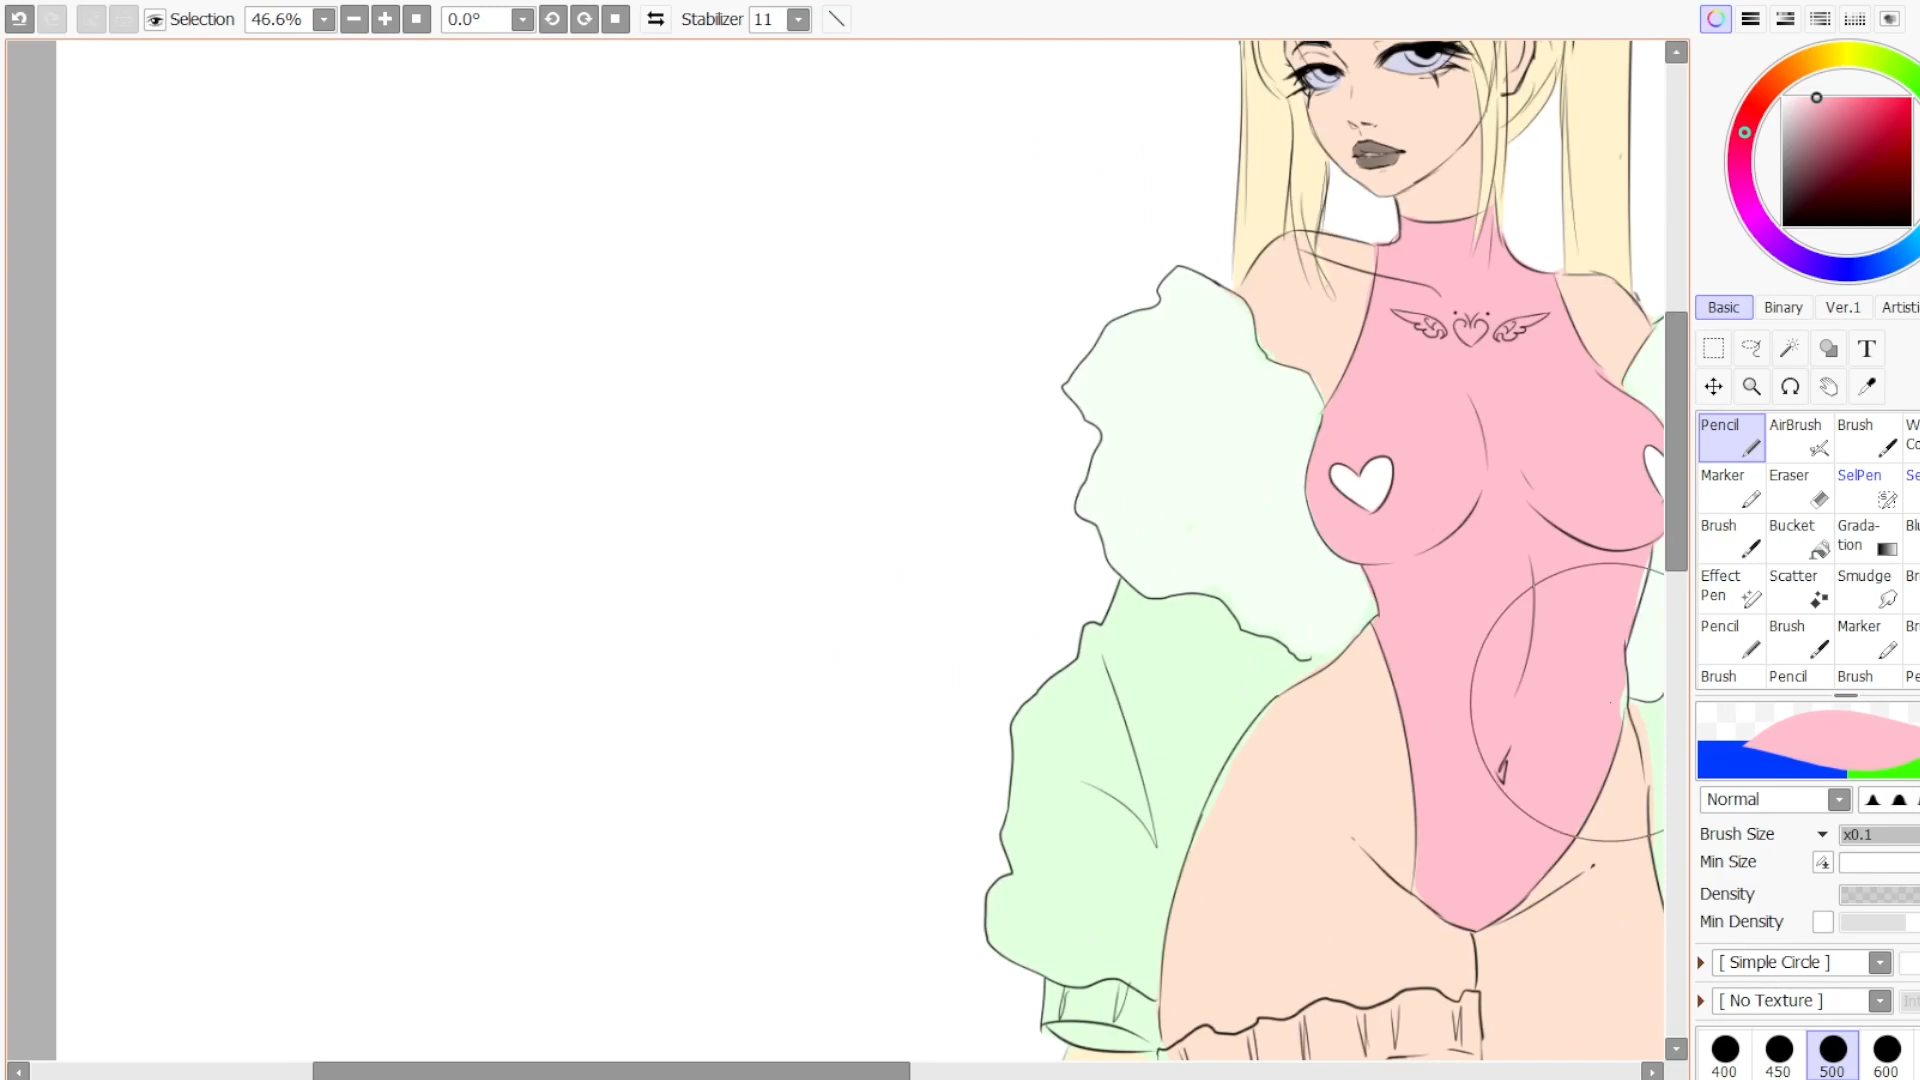 Selection 46.6% 0.0° Stabilizer 11
Basic Binary Ver.1 Artisti
T
Pencil AirBrush Brush W
Co
Marker Eraser SelPen Se
Brush Bucket Grada-
tion Blu
Effect
Pen Scatter Smudge Br
Pencil Brush Marker Br
Brush Pencil Brush Pe
Normal
Brush Size x0.1
Min Size
Density
Min Density
[ Simple Circle ]
[ No Texture ] Int
400 450 500 600